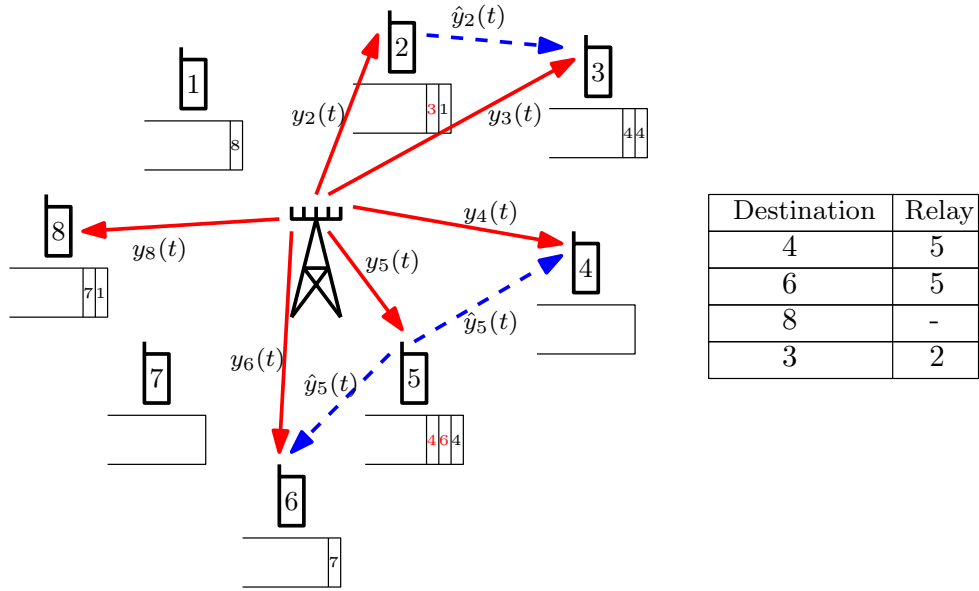 ŷ₂(t)
2
1
3
3 1
y₂(t)
y₃(t)
8
4 4
8
y₈(t)
y₄(t)
y₅(t)
4
7 1
ŷ₅(t)
y₆(t)
ŷ₅(t)
7
5
4 6 4
6
7
Destination Relay
4 5
6 5
8 -
3 2